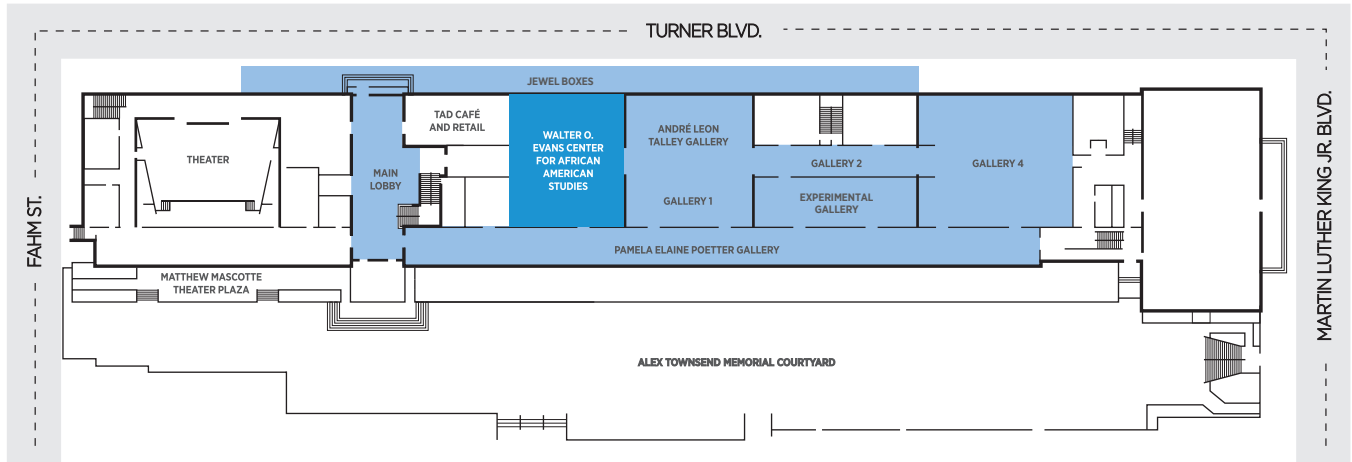 TURNER BLVD.
JEWEL BOXES
TAD CAFÉ
AND RETAIL
WALTER O.
EVANS CENTER
FOR AFRICAN
AMERICAN
STUDIES
ANDRÉ LEON
TALLEY GALLERY
THEATER
MAIN
LOBBY
GALLERY 2
GALLERY 4
GALLERY 1
EXPERIMENTAL
GALLERY
PAMELA ELAINE POETTER GALLERY
MATTHEW MASCOTTE
THEATER PLAZA
ALEX TOWNSEND MEMORIAL COURTYARD
FAHM ST.
MARTIN LUTHER KING JR. BLVD.